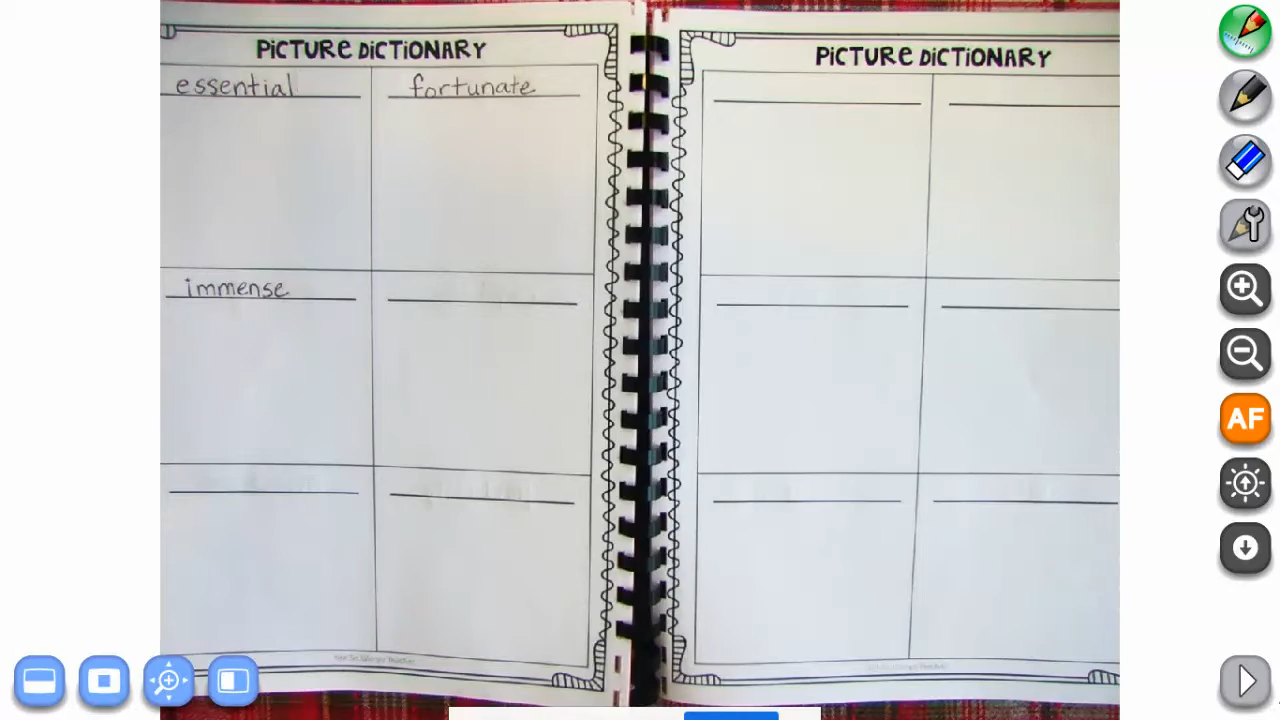 PICTURE DICTIONARY
essential
fortunate
immense
PICTURE DICTIONARY
AF